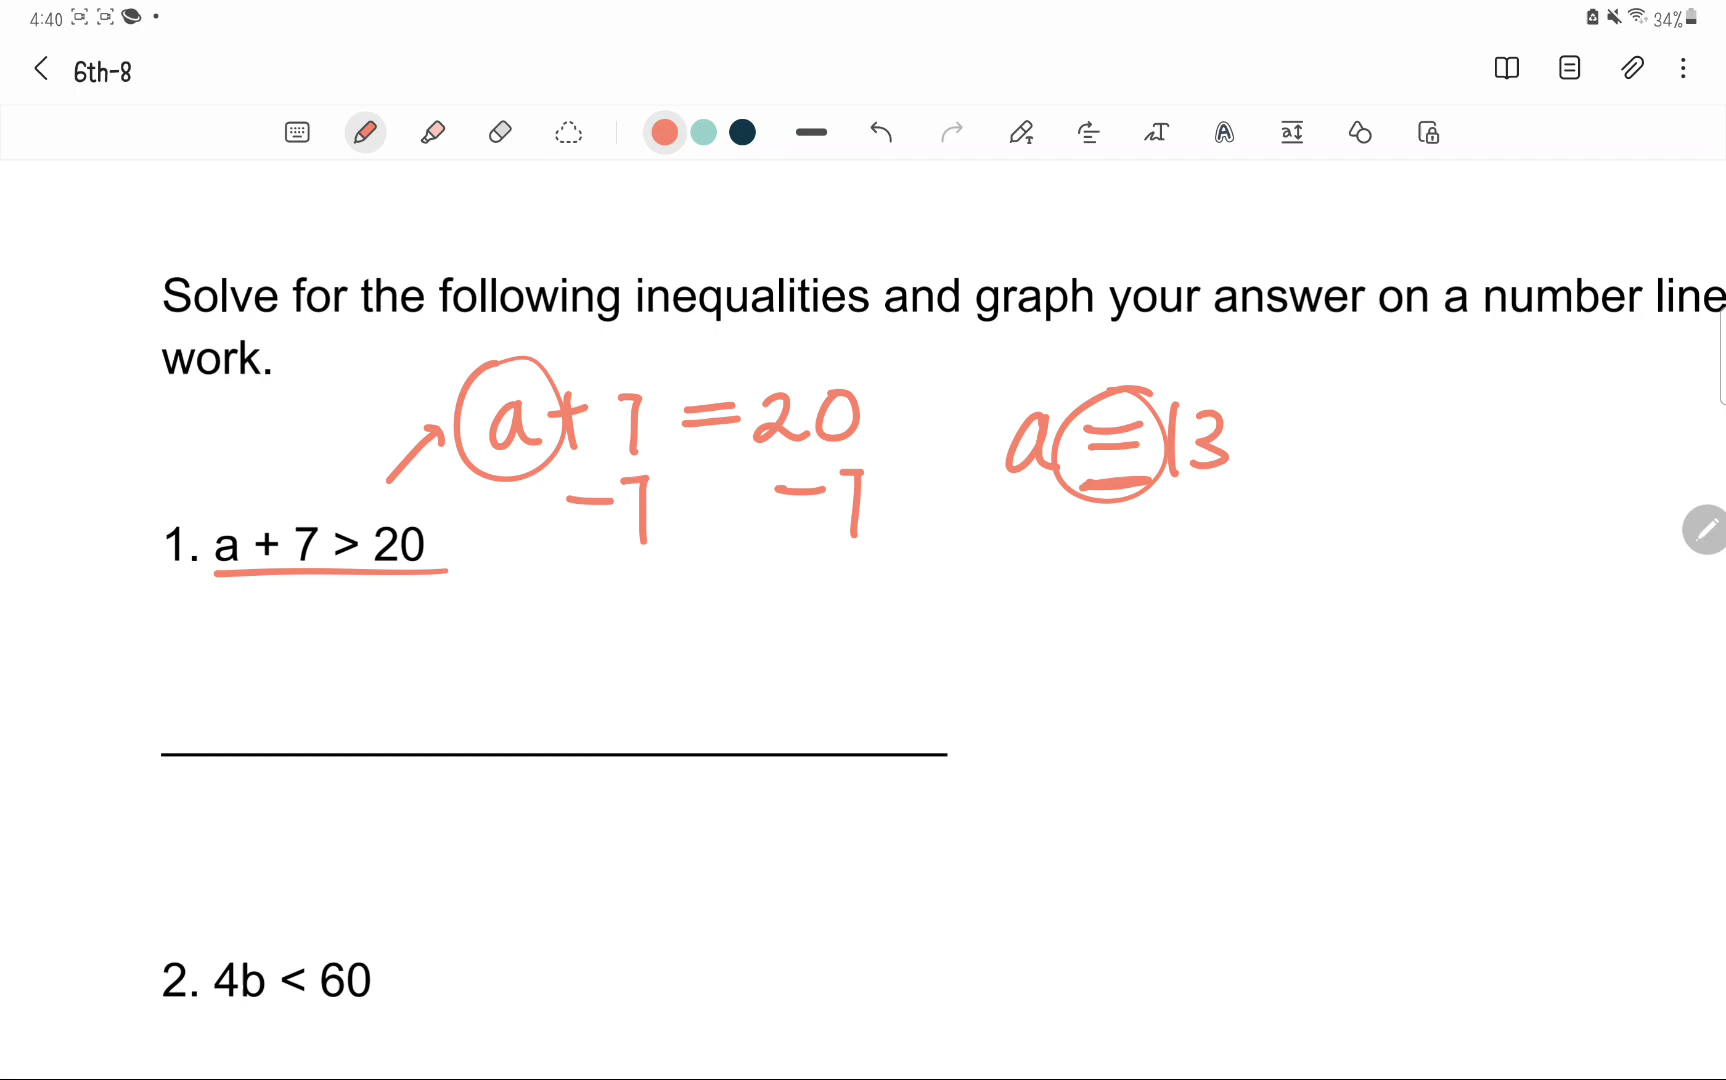 4:40
34%
6th-8
Solve for the following inequalities and graph your answer on a number line
work.
a + 7 = 20
a = 13
-7 -7
1. a + 7 > 20
2. 4b < 60